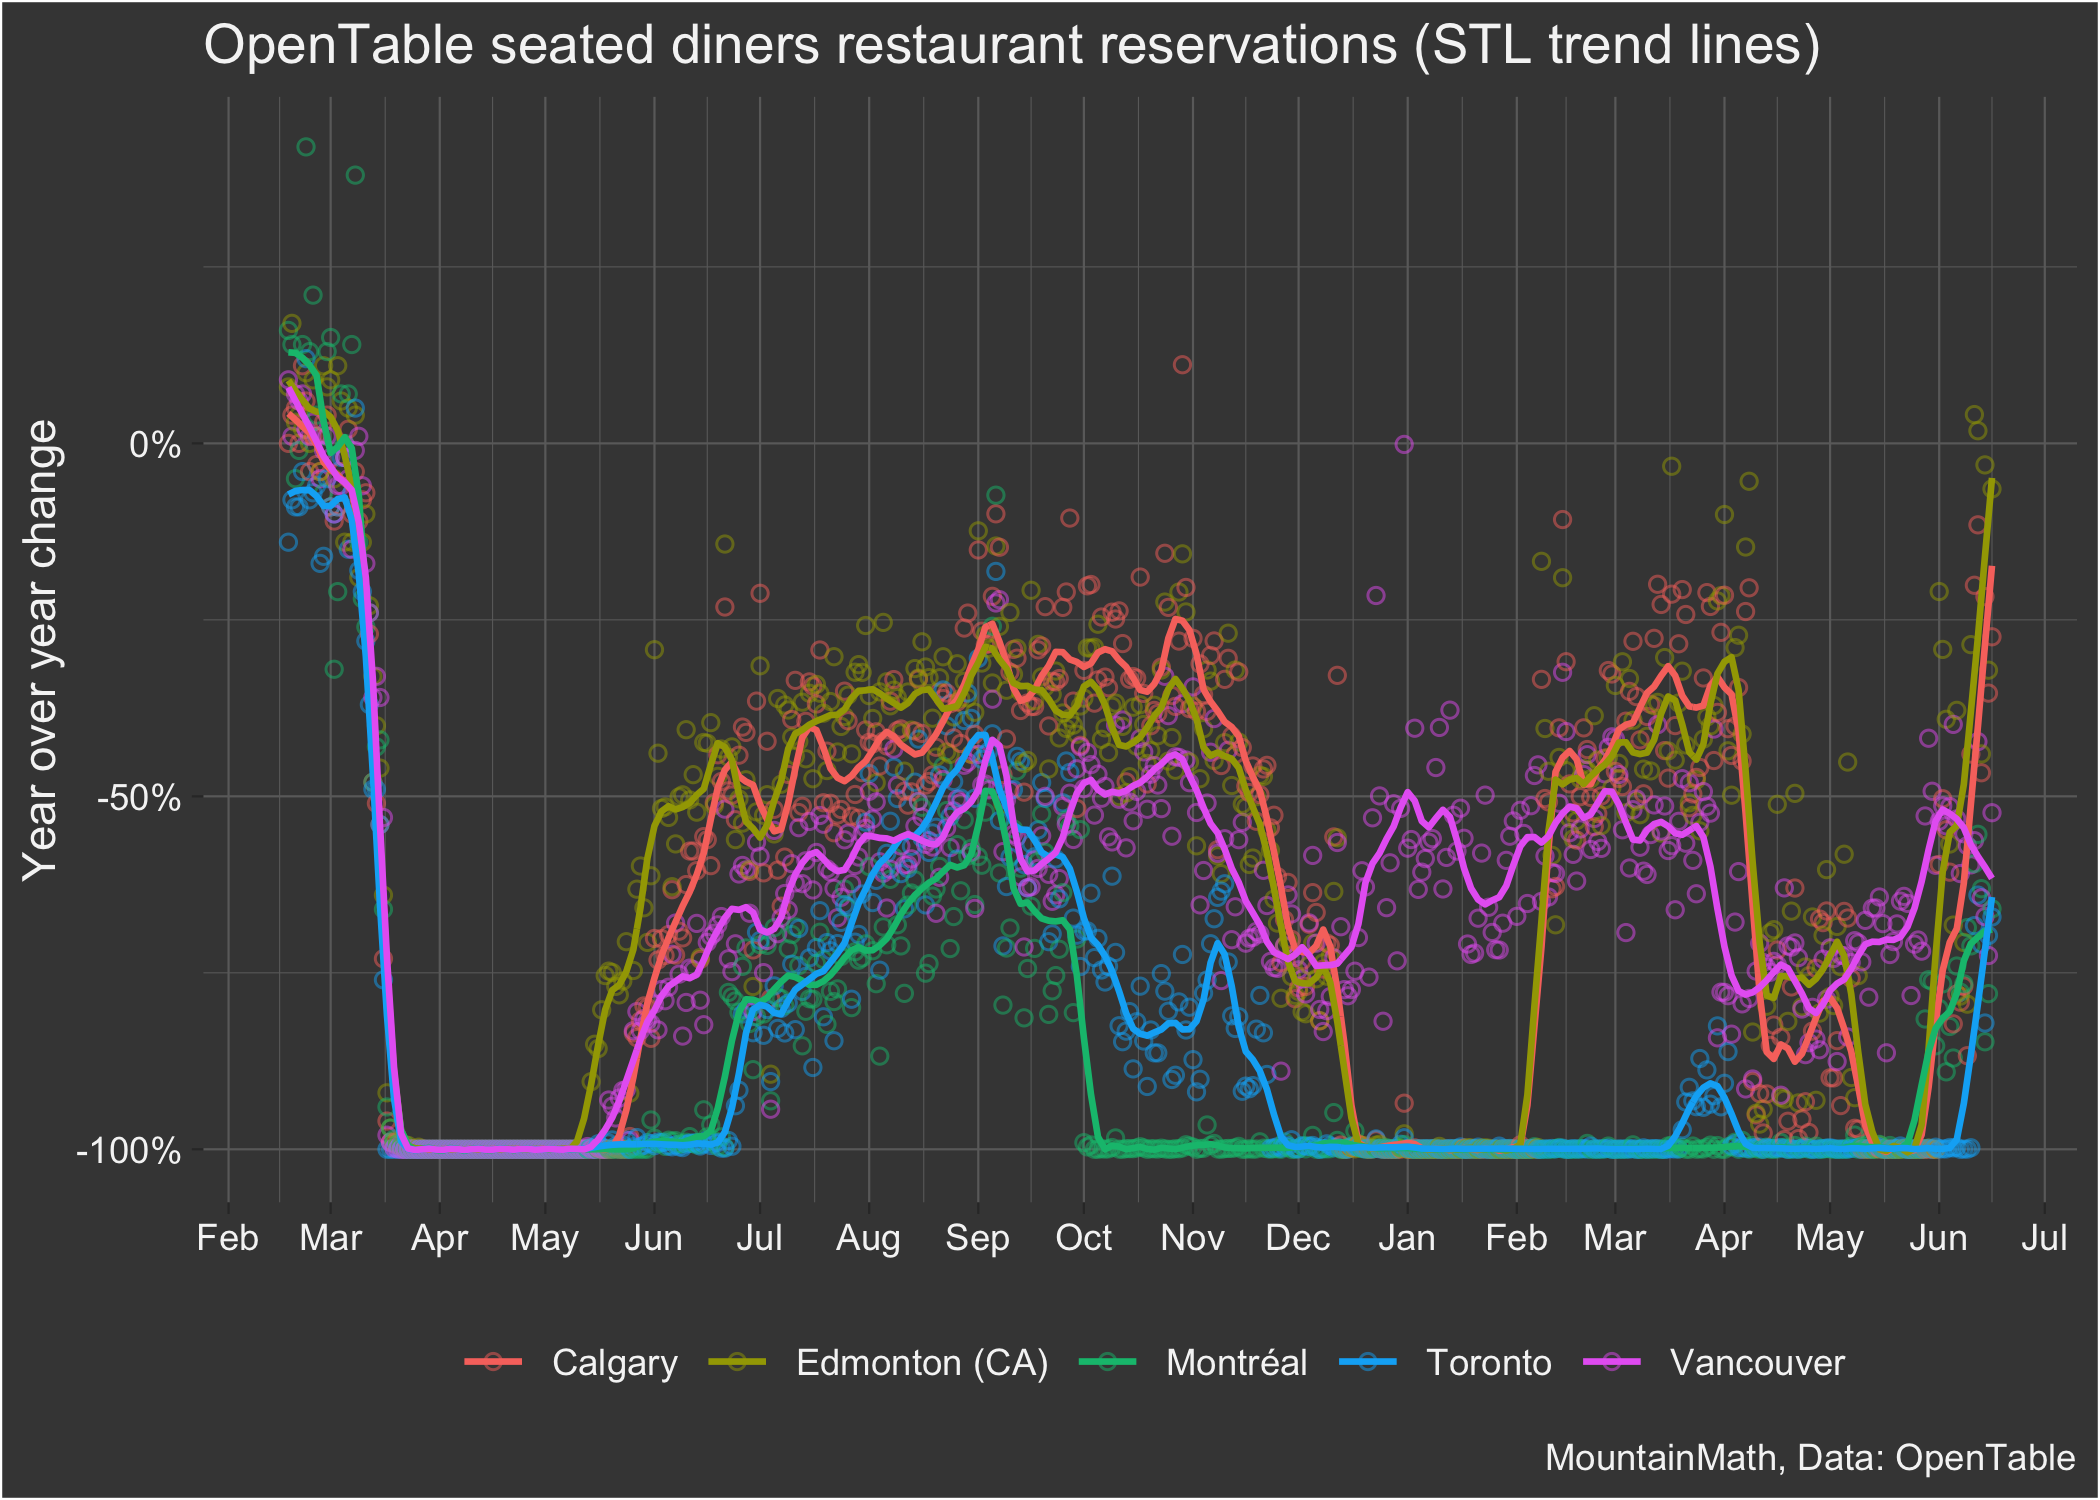 OpenTable seated diners restaurant reservations (STL trend lines)
Year over year change
0%
-50%
-100%
Feb Mar Apr May Jun Jul Aug Sep Oct Nov Dec Jan Feb Mar Apr May Jun Jul
Calgary Edmonton (CA) Montréal Toronto Vancouver
MountainMath, Data: OpenTable